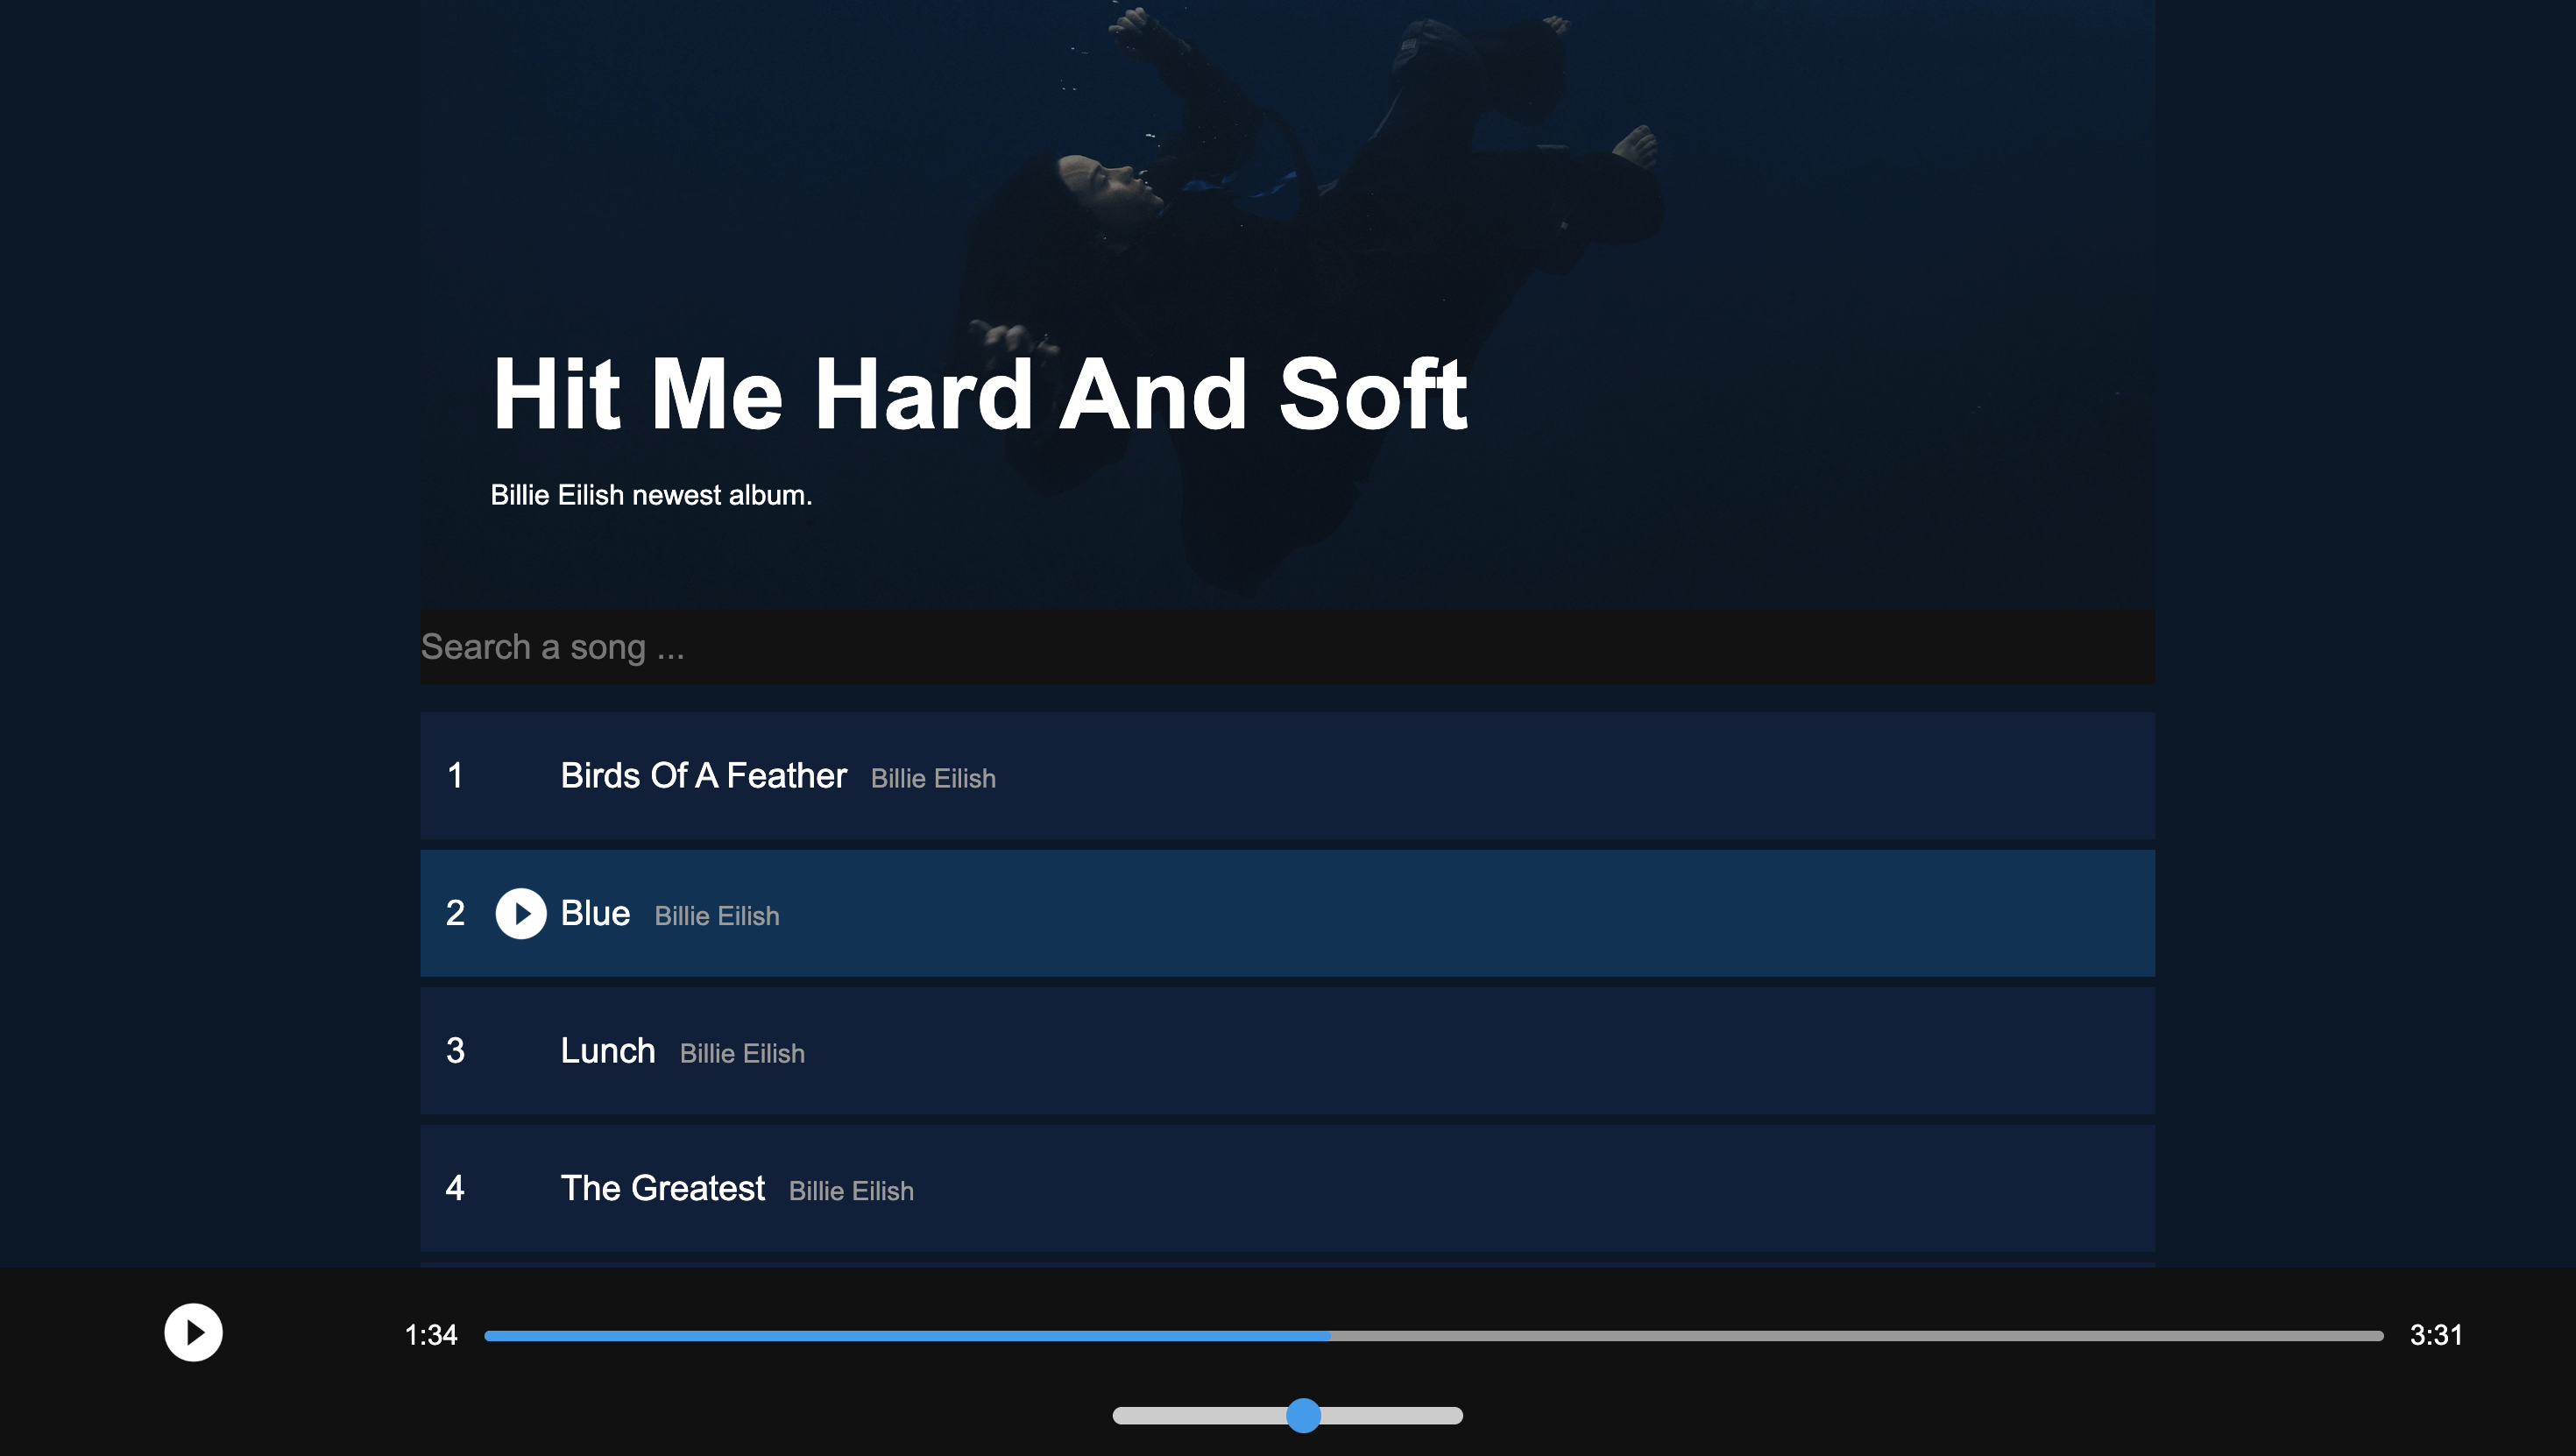 Hit Me Hard And Soft
Billie Eilish newest album.
Search a song ...
1 Birds Of A Feather Billie Eilish
2 Blue Billie Eilish
3 Lunch Billie Eilish
4 The Greatest Billie Eilish
1:34 3:31